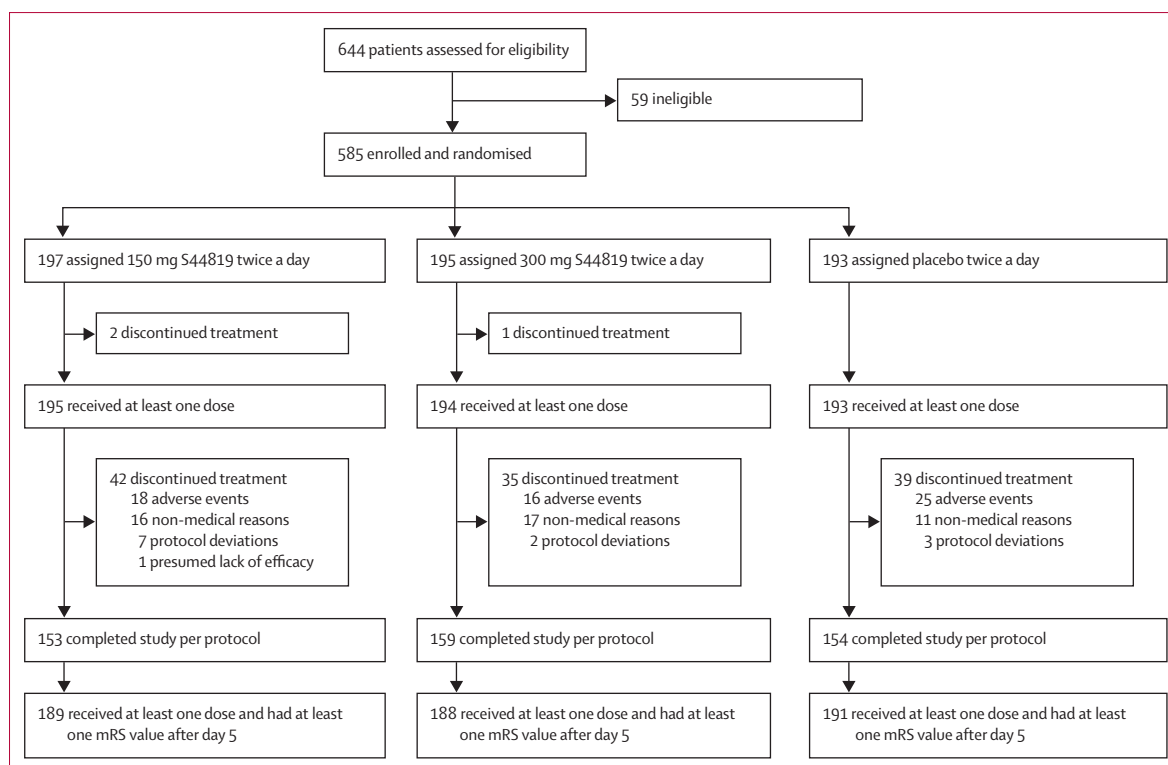 644 patients assessed for eligibility
59 ineligible
585 enrolled and randomised
197 assigned 150 mg S44819 twice a day
195 assigned 300 mg S44819 twice a day
193 assigned placebo twice a day
2 discontinued treatment
1 discontinued treatment
195 received at least one dose
194 received at least one dose
193 received at least one dose
42 discontinued treatment
18 adverse events
16 non-medical reasons
7 protocol deviations
1 presumed lack of efficacy
35 discontinued treatment
16 adverse events
17 non-medical reasons
2 protocol deviations
39 discontinued treatment
25 adverse events
11 non-medical reasons
3 protocol deviations
153 completed study per protocol
159 completed study per protocol
154 completed study per protocol
189 received at least one dose and had at least
one mRS value after day 5
188 received at least one dose and had at least
one mRS value after day 5
191 received at least one dose and had at least
one mRS value after day 5